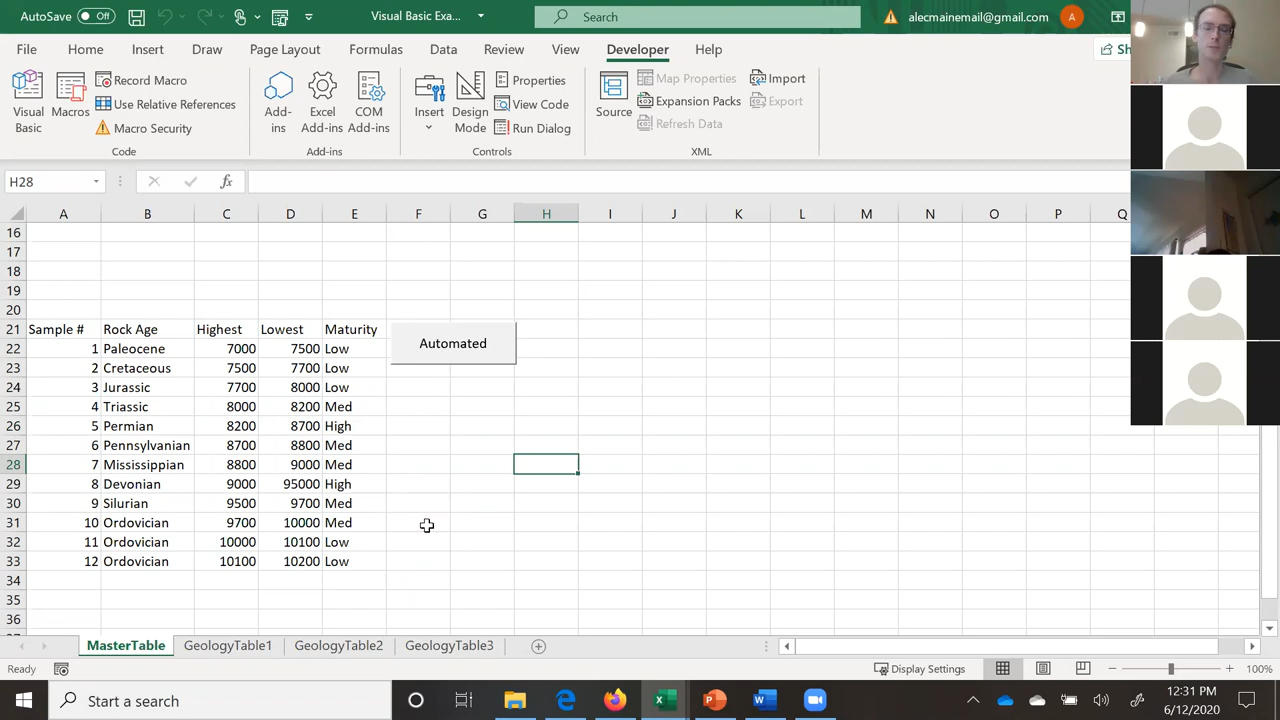 AutoSave Off Visual Basic Exa... Search alecmainemail@gmail.com A
File Home Insert Draw Page Layout Formulas Data Review View Developer Help Sh
Visual Basic
Macros
Record Macro
Use Relative References
Macro Security
Code
Add-ins
Excel Add-ins
COM Add-ins
Add-ins
Insert
Design Mode
Properties
View Code
Run Dialog
Controls
Source
Map Properties
Expansion Packs
Refresh Data
Import
Export
XML
H28 fx
A B C D E F G H I J K L M N O P Q
16
17
18
19
20
21 Sample # Rock Age Highest Lowest Maturity Automated
22 1 Paleocene 7000 7500 Low
23 2 Cretaceous 7500 7700 Low
24 3 Jurassic 7700 8000 Low
25 4 Triassic 8000 8200 Med
26 5 Permian 8200 8700 High
27 6 Pennsylvanian 8700 8800 Med
28 7 Mississippian 8800 9000 Med
29 8 Devonian 9000 95000 High
30 9 Silurian 9500 9700 Med
31 10 Ordovician 9700 10000 Med
32 11 Ordovician 10000 10100 Low
33 12 Ordovician 10100 10200 Low
34
35
36
MasterTable GeologyTable1 GeologyTable2 GeologyTable3
Ready Display Settings 100%
Start a search 12:31 PM
6/12/2020